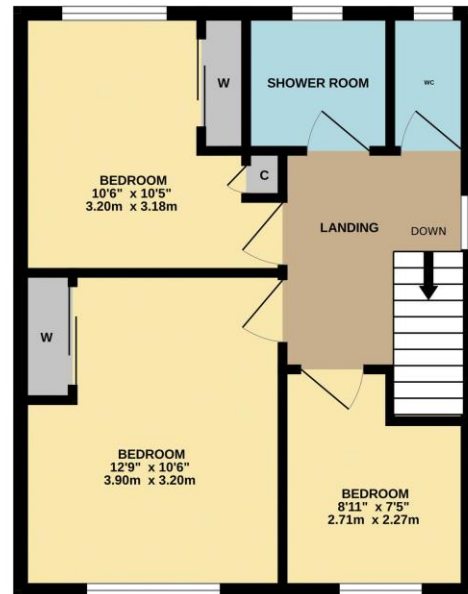 W
SHOWER ROOM
WC
BEDROOM
10'6" x 10'5"
3.20m x 3.18m
C
LANDING
DOWN
W
BEDROOM
12'9" x 10'6"
3.90m x 3.20m
BEDROOM
8'11" x 7'5"
2.71m x 2.27m